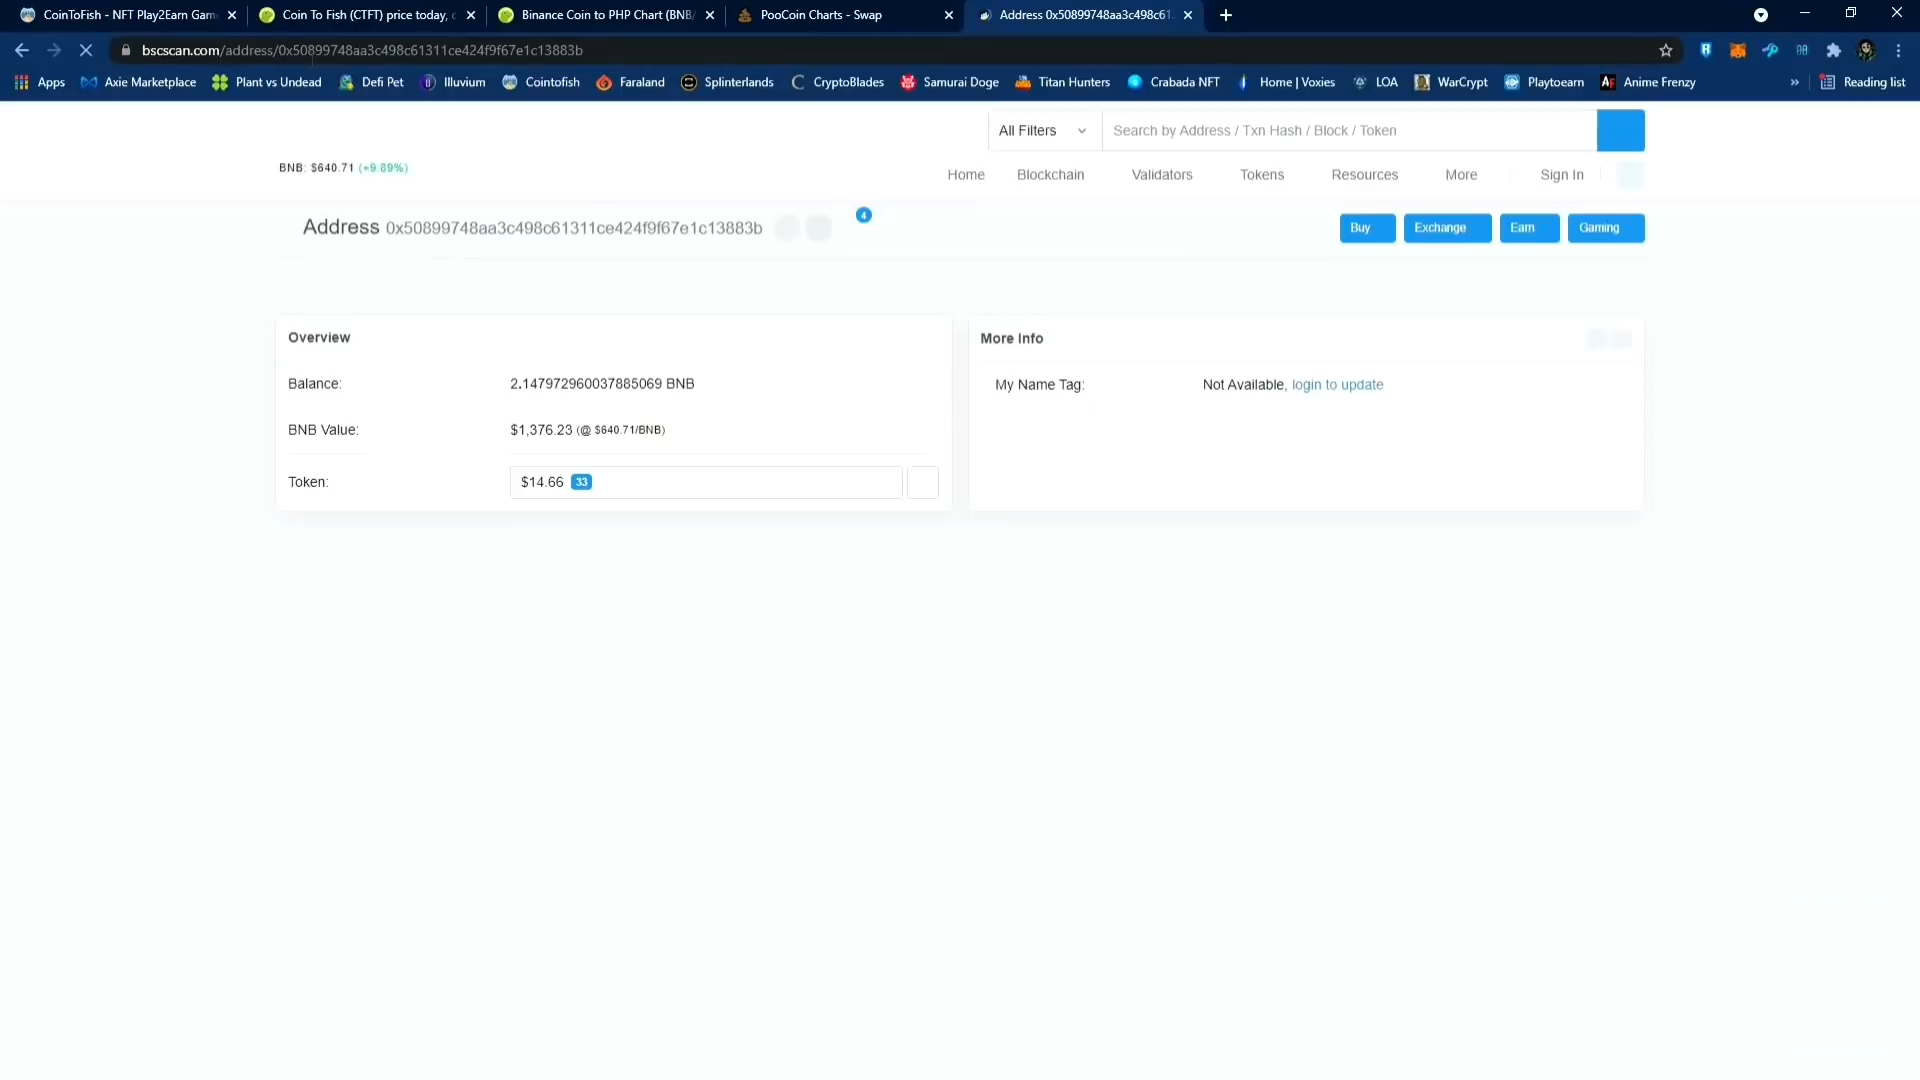 CoinToFish - NFT Play2Earn Gam
Coin To Fish (CTFT) price today, c
Binance Coin to PHP Chart (BNB/
PooCoin Charts - Swap
Address 0x50899748aa3c498c61
bscscan.com/address/0x50899748aa3c498c61311ce424f9f67e1c13883b
Apps
Axie Marketplace
Plant vs Undead
Defi Pet
Illuvium
Cointofish
Faraland
Splinterlands
CryptoBlades
Samurai Doge
Titan Hunters
Crabada NFT
Home | Voxies
LOA
WarCrypt
Playtoearn
AF Anime Frenzy
»
Reading list
All Filters
Search by Address / Txn Hash / Block / Token
BNB: $640.71 (+9.89%)
Home
Blockchain
Validators
Tokens
Resources
More
Sign In
Address 0x50899748aa3c498c61311ce424f9f67e1c13883b
4
Buy
Exchange
Earn
Gaming
Overview
Balance: 2.147972960037885069 BNB
BNB Value: $1,376.23 (@ $640.71/BNB)
Token: $14.66 33
More Info
My Name Tag: Not Available, login to update